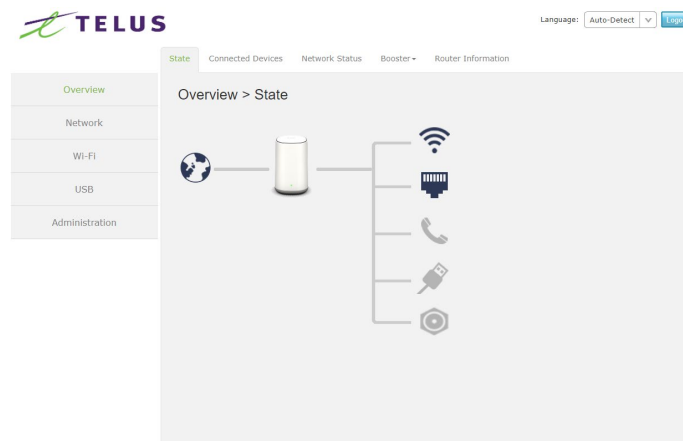 TELUS
Language: Auto-Detect Logo
State Connected Devices Network Status Booster Router Information
Overview
Network
Wi-Fi
USB
Administration
Overview > State